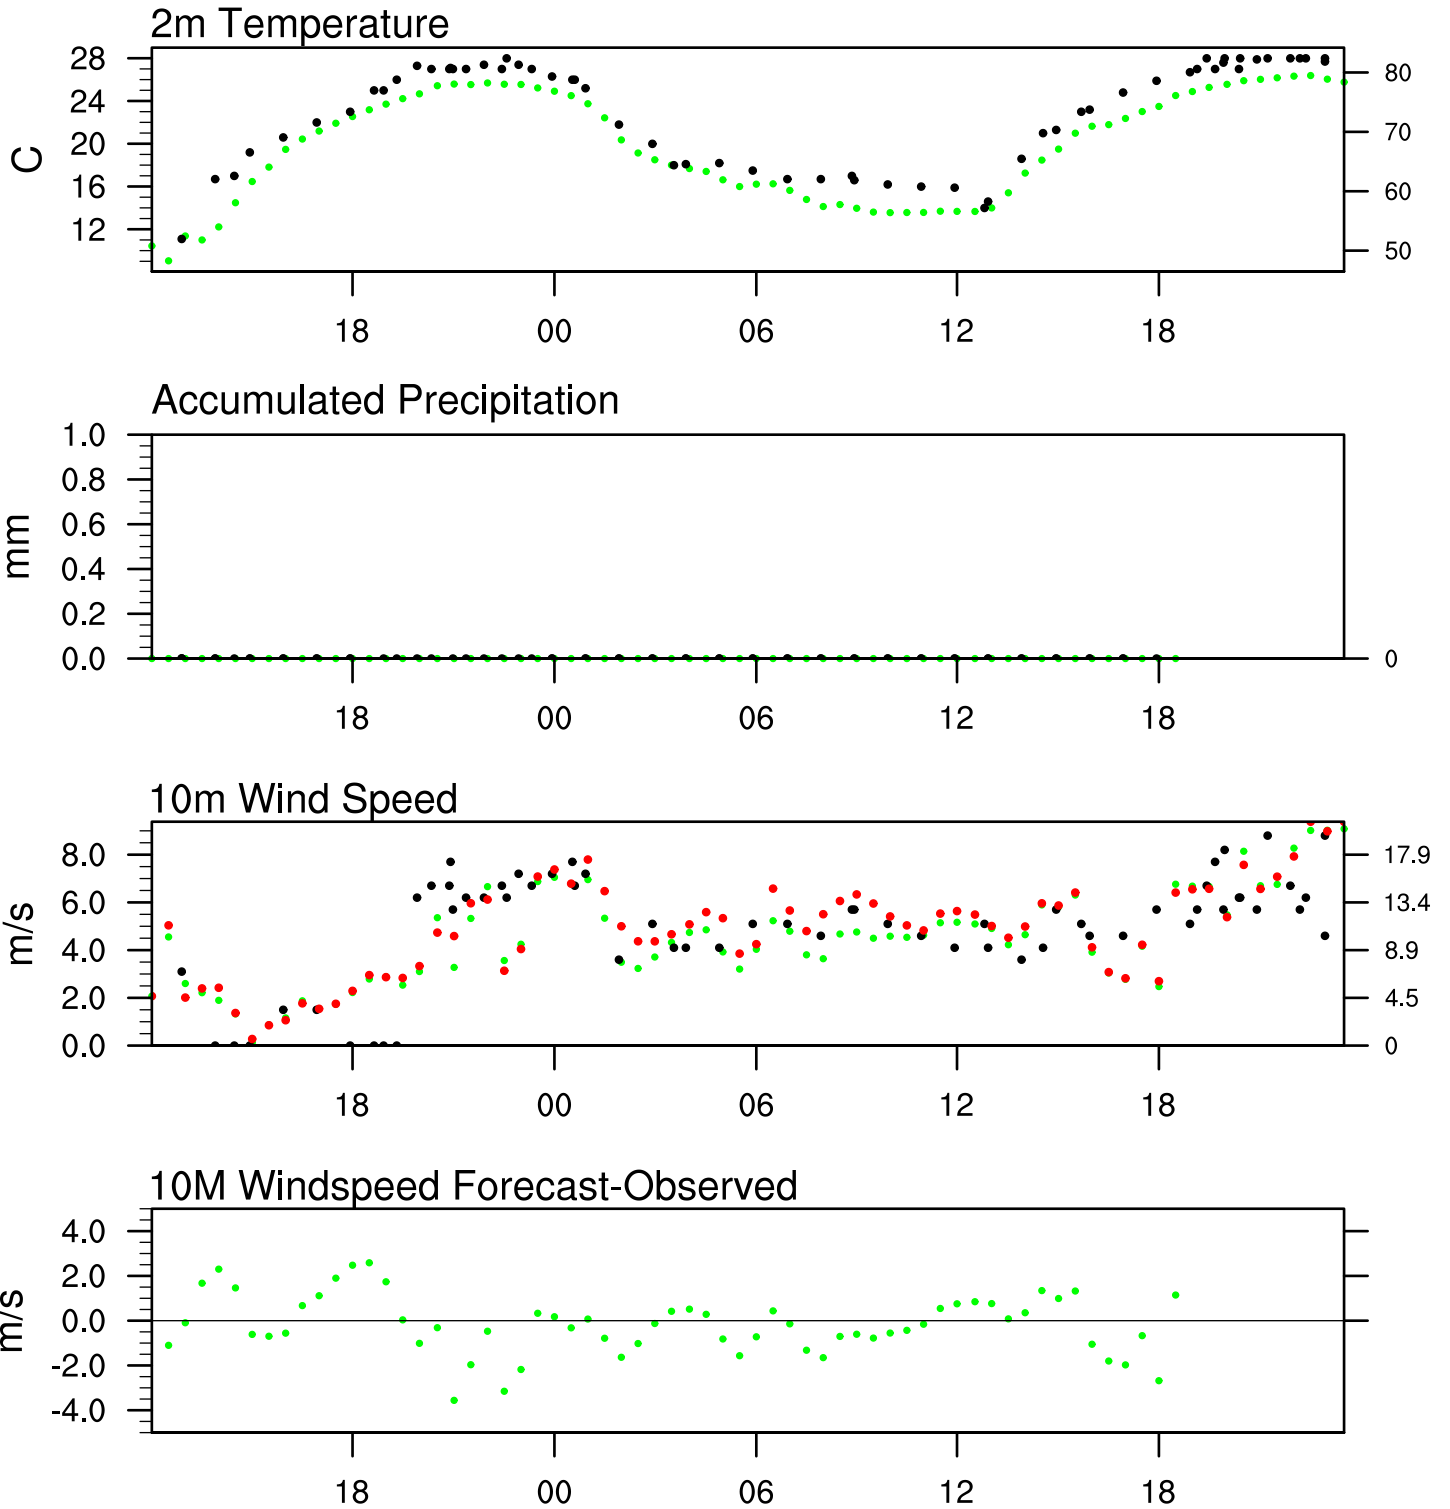 2m Temperature
28
24
20
16
12
C
80
70
60
50
18 00 06 12 18
Accumulated Precipitation
1.0
0.8
0.6
0.4
0.2
0.0
mm
0
18 00 06 12 18
10m Wind Speed
8.0
6.0
4.0
2.0
0.0
m/s
17.9
13.4
8.9
4.5
0
18 00 06 12 18
10M Windspeed Forecast-Observed
4.0
2.0
0.0
-2.0
-4.0
m/s
18 00 06 12 18